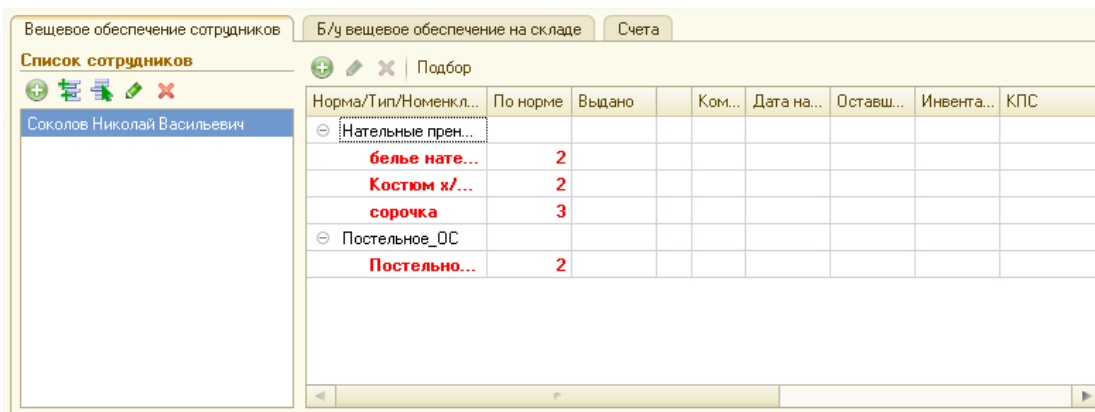 Вещевое обеспечение сотрудников Б/у вещевое обеспечение на складе Счета
Список сотрудников
Подбор
Норма/Тип/Номенкл... По норме Выдано Ком... Дата на... Оставш... Инвента... КПС
Соколов Николай Васильевич
Нательные прен...
белье нате... 2
Костюм х/... 2
сорочка 3
Постельное_ОС
Постельно... 2